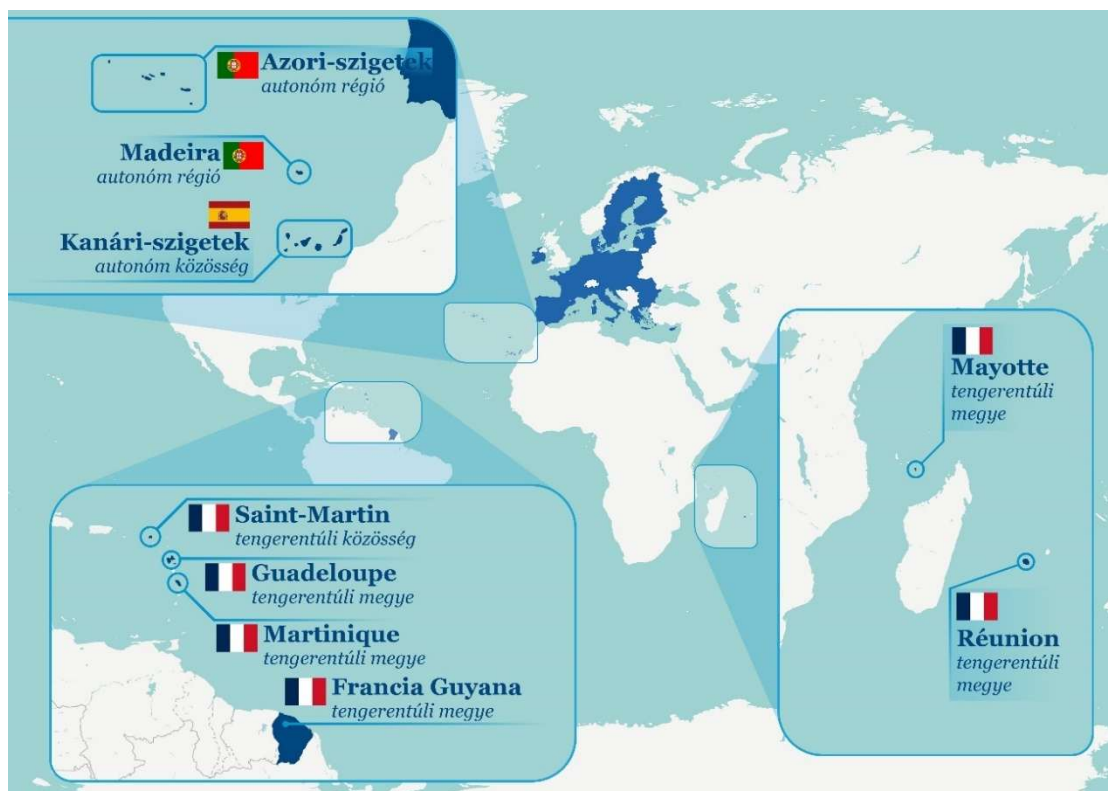 Azori-szigetek
autonóm régió
Madeira
autonóm régió
Kanári-szigetek
autonóm közösség
Mayotte
tengerentúli
megye
Saint-Martin
tengerentúli közösség
Guadeloupe
tengerentúli megye
Martinique
tengerentúli megye
Francia Guyana
tengerentúli megye
Réunion
tengerentúli
megye